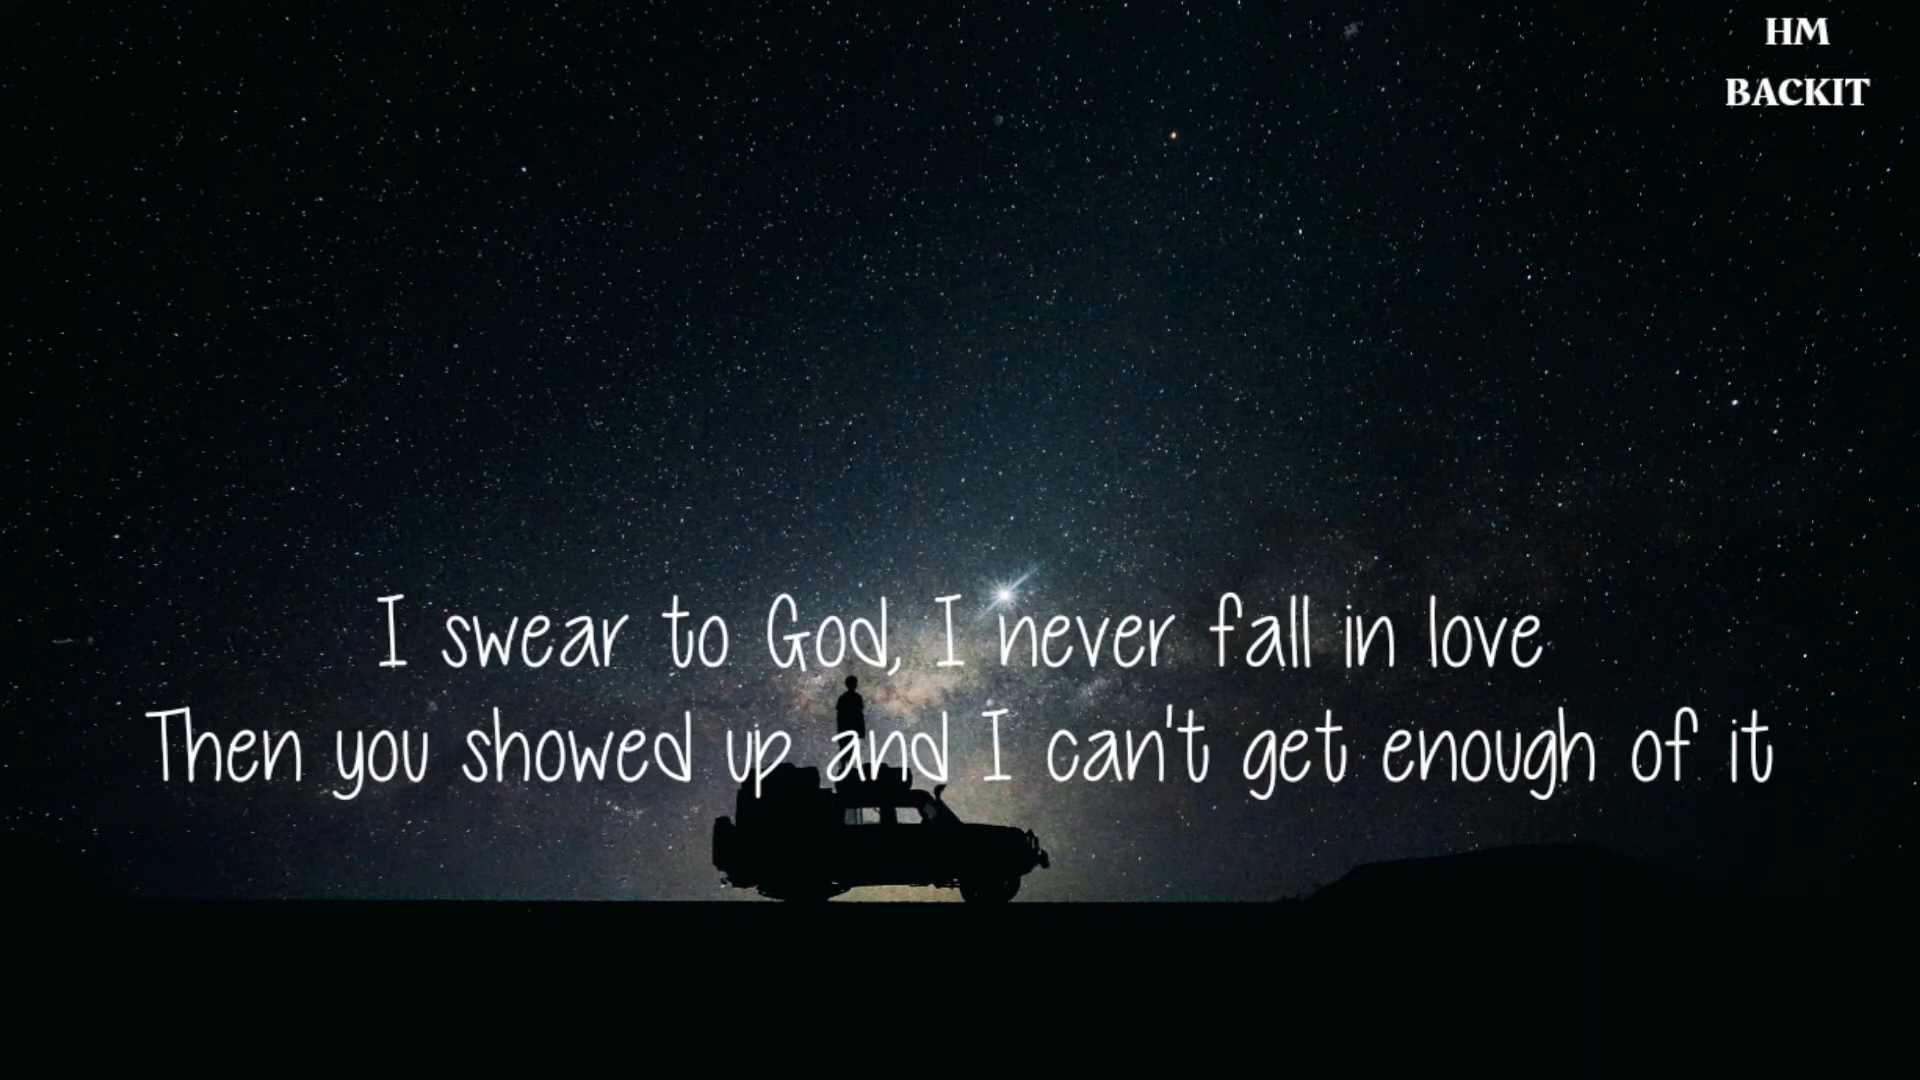 HM
BACKIT
I swear to God, I never fall in love
Then you showed up and I can't get enough of it